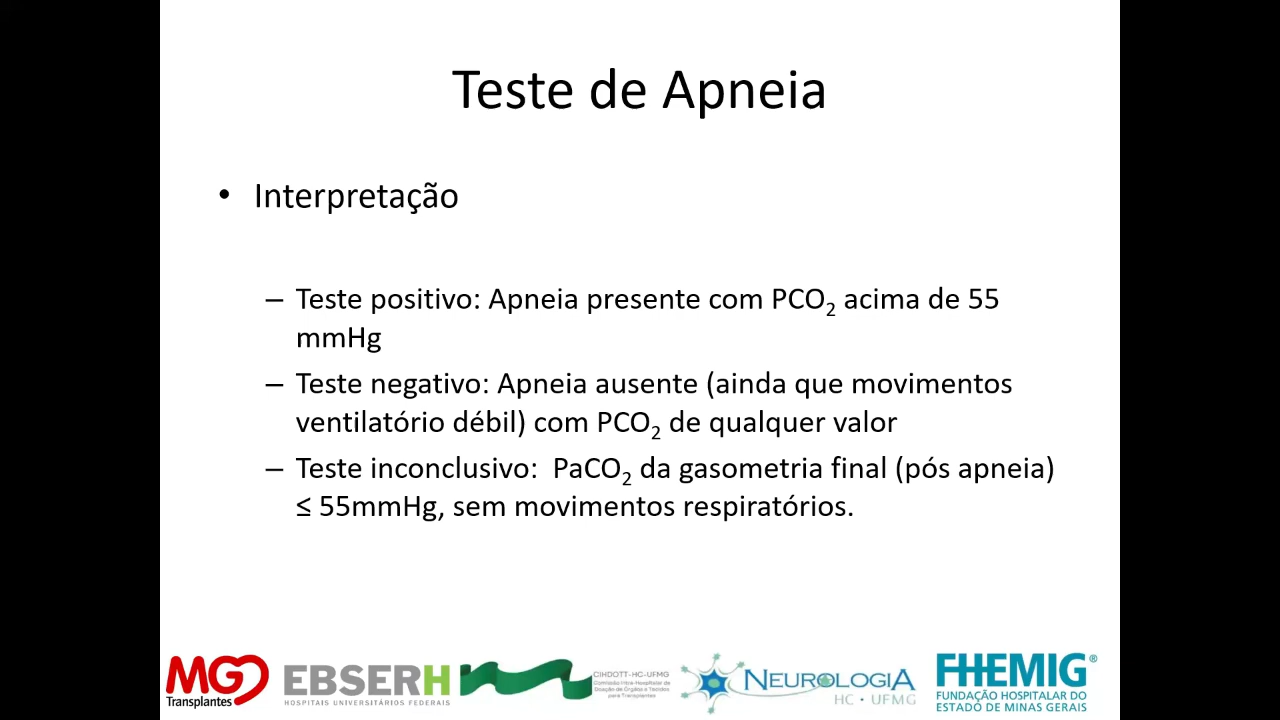 Teste de Apneia
• Interpretação
– Teste positivo: Apneia presente com PCO₂ acima de 55
mmHg
– Teste negativo: Apneia ausente (ainda que movimentos
ventilatório débil) com PCO₂ de qualquer valor
– Teste inconclusivo: PaCO₂ da gasometria final (pós apneia)
≤ 55mmHg, sem movimentos respiratórios.
MG
Transplantes
EBSERH
HOSPITAIS UNIVERSITÁRIOS FEDERAIS
CIHDOTT-HC-UFMG
Comissão Intra-Hospitalar de
Doação de Órgãos e Tecidos
para Transplantes
NEUROLOGIA
HC · UFMG
FHEMIG®
FUNDAÇÃO HOSPITALAR DO
ESTADO DE MINAS GERAIS